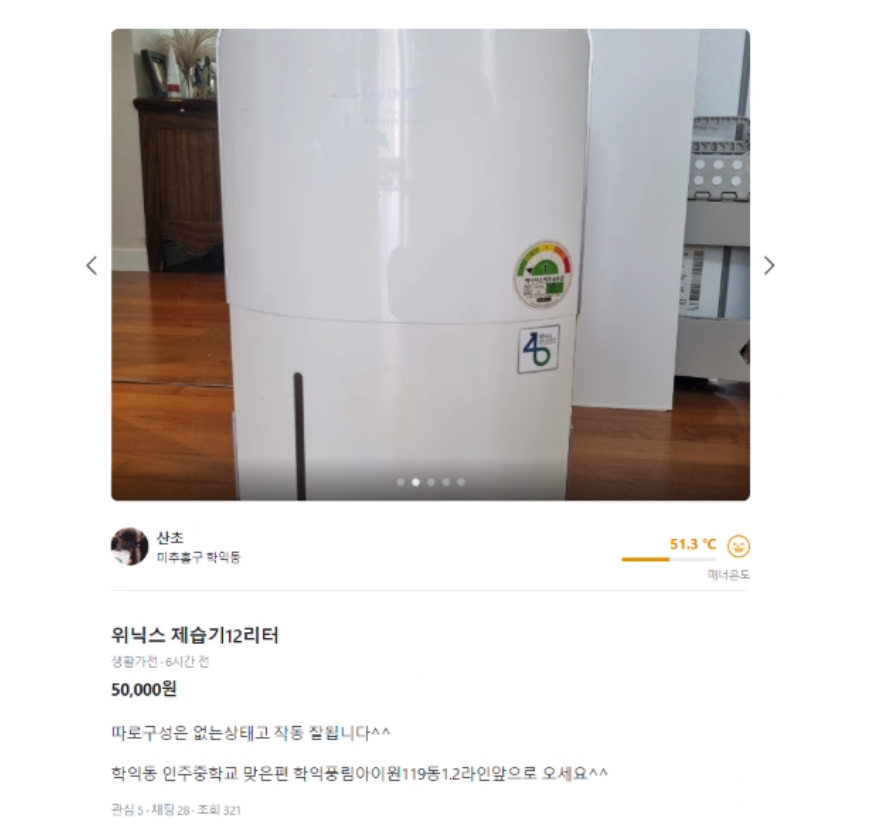 1
산초
미추홀구 학익동
51.3 °C
매너온도
위닉스 제습기12리터
생활가전 · 6시간 전
50,000원
따로구성은 없는상태고 작동 잘됩니다^^
학익동 인주중학교 맞은편 학익풍림아이원119동1,2라인앞으로 오세요^^
관심 5 · 채팅 28 · 조회 321